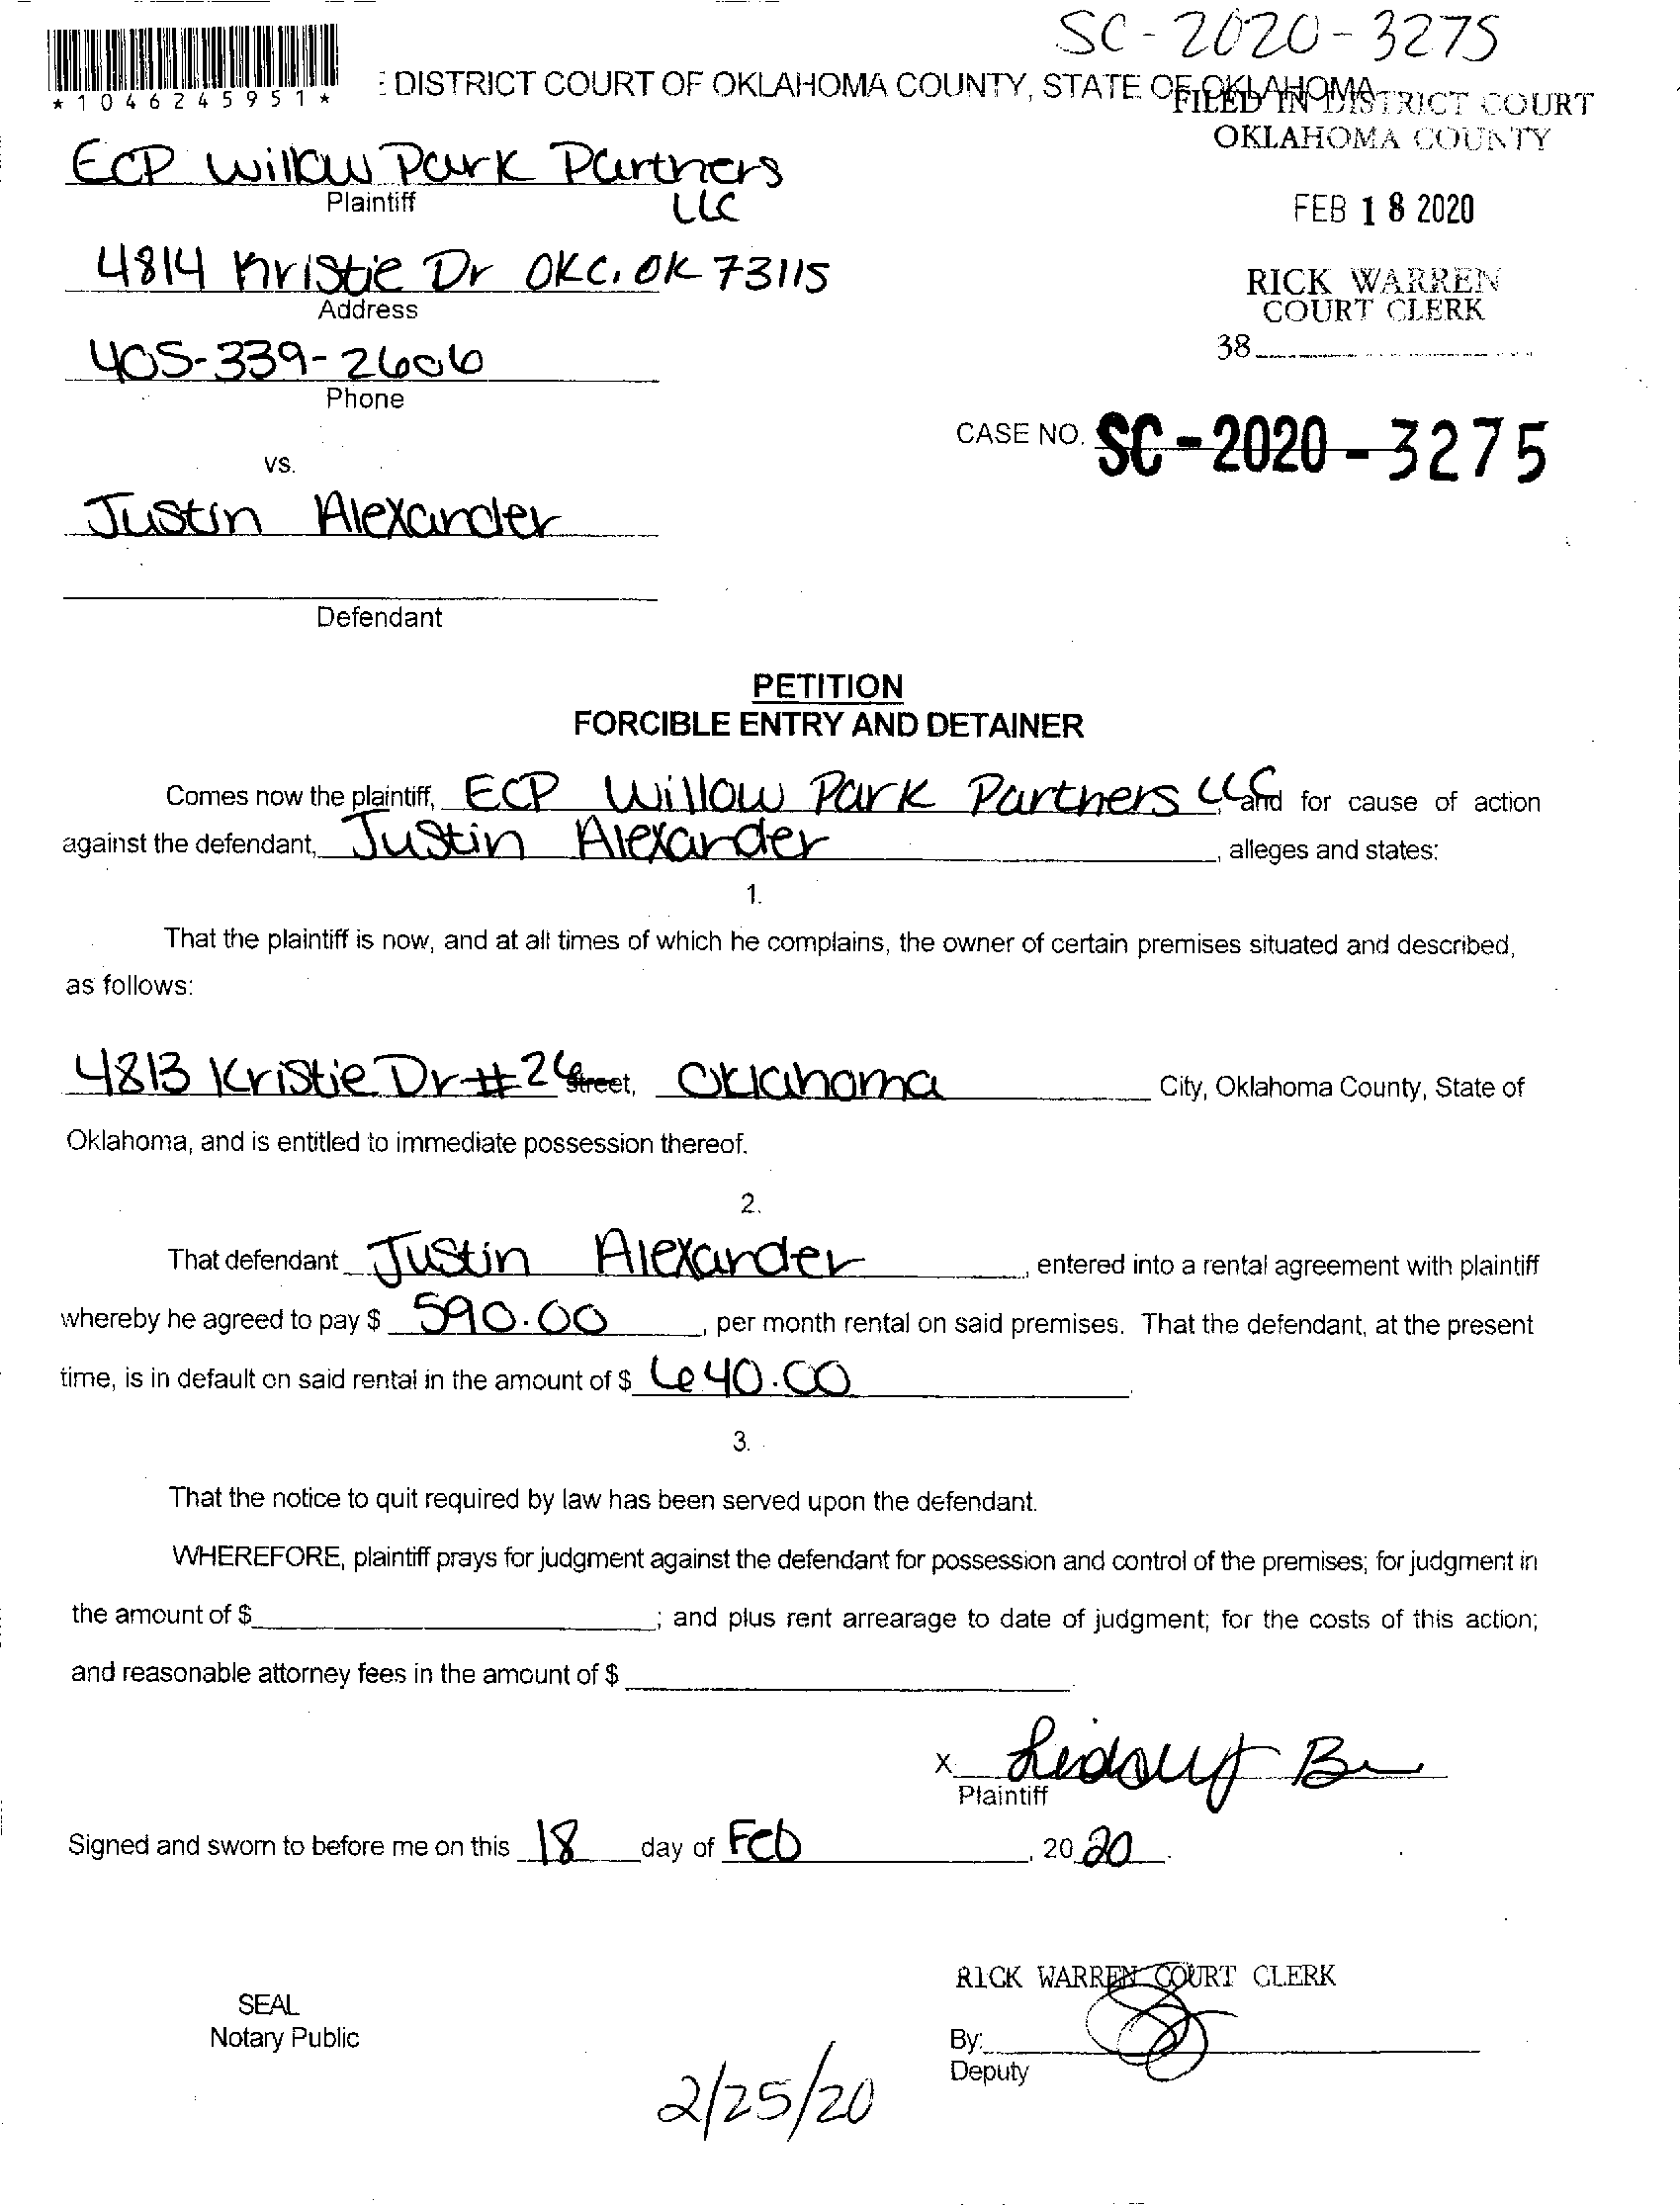 SC-2020-3275
*1046245951*
E DISTRICT COURT OF OKLAHOMA COUNTY, STATE OF OKLAHOMA
FILED IN DISTRICT COURT
OKLAHOMA COUNTY
ECP Willow Park Partners
LLC
Plaintiff
FEB 18 2020
4814 Kristie Dr OKC, OK 73115
Address
RICK WARREN
COURT CLERK
38
405-339-2606
Phone
CASE NO. SC-2020-3275
vs.
Justin Alexander
Defendant
PETITION
FORCIBLE ENTRY AND DETAINER
Comes now the plaintiff, ECP Willow Park Partners LLC, and for cause of action
against the defendant, Justin Alexander, alleges and states:
1.
That the plaintiff is now, and at all times of which he complains, the owner of certain premises situated and described,
as follows:
4813 Kristie Dr #26 Street, Oklahoma City, Oklahoma County, State of
Oklahoma, and is entitled to immediate possession thereof.
2.
That defendant Justin Alexander, entered into a rental agreement with plaintiff
whereby he agreed to pay $ 590.00, per month rental on said premises. That the defendant, at the present
time, is in default on said rental in the amount of $ 640.00
3.
That the notice to quit required by law has been served upon the defendant.
WHEREFORE, plaintiff prays for judgment against the defendant for possession and control of the premises; for judgment in
the amount of $ ; and plus rent arrearage to date of judgment; for the costs of this action;
and reasonable attorney fees in the amount of $
X
Plaintiff
Signed and sworn to before me on this 18 day of Feb, 2020.
RICK WARREN COURT CLERK
SEAL
Notary Public
By:
Deputy
2/25/20